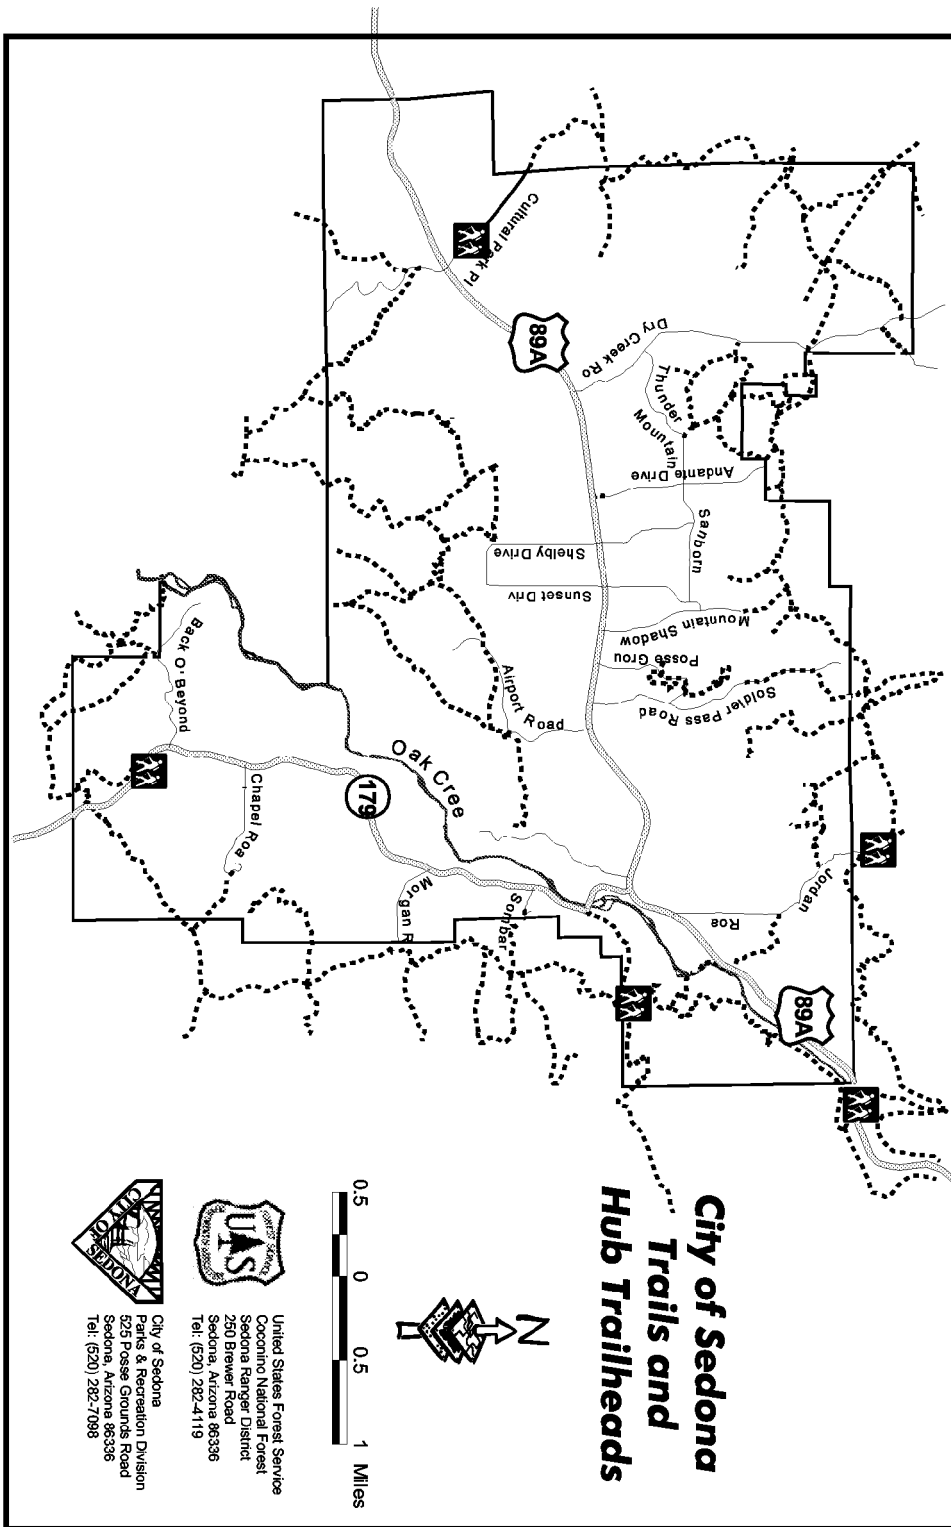 City of Sedona
Trails and
Hub Trailheads
N
0.5 0 0.5 1 Miles
United States Forest Service
Coconino National Forest
Sedona Ranger District
250 Brewer Road
Sedona, Arizona 86336
Tel: (520) 282-4119
City of Sedona
Parks & Recreation Division
525 Posse Grounds Road
Sedona, Arizona 86336
Tel: (520) 282-7098
U S
CITY OF
SEDONA
Cultural Park Pl
89A
Dry Creek Ro
Thunder
Mountain
Andante Drive
Sanborn
Shelby Drive
Sunset Driv
Mountain Shadow
Posse Grou
Soldier Pass Road
Airport Road
Oak Cree
179
Back O' Beyond
Chapel Roa
Morgan R
Sombar
Jordan
Roa
89A